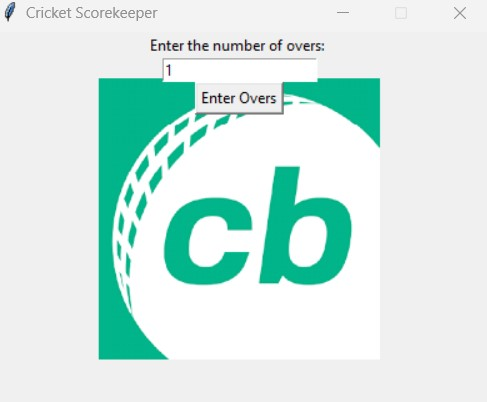 Cricket Scorekeeper
Enter the number of overs:
1
Enter Overs
cb